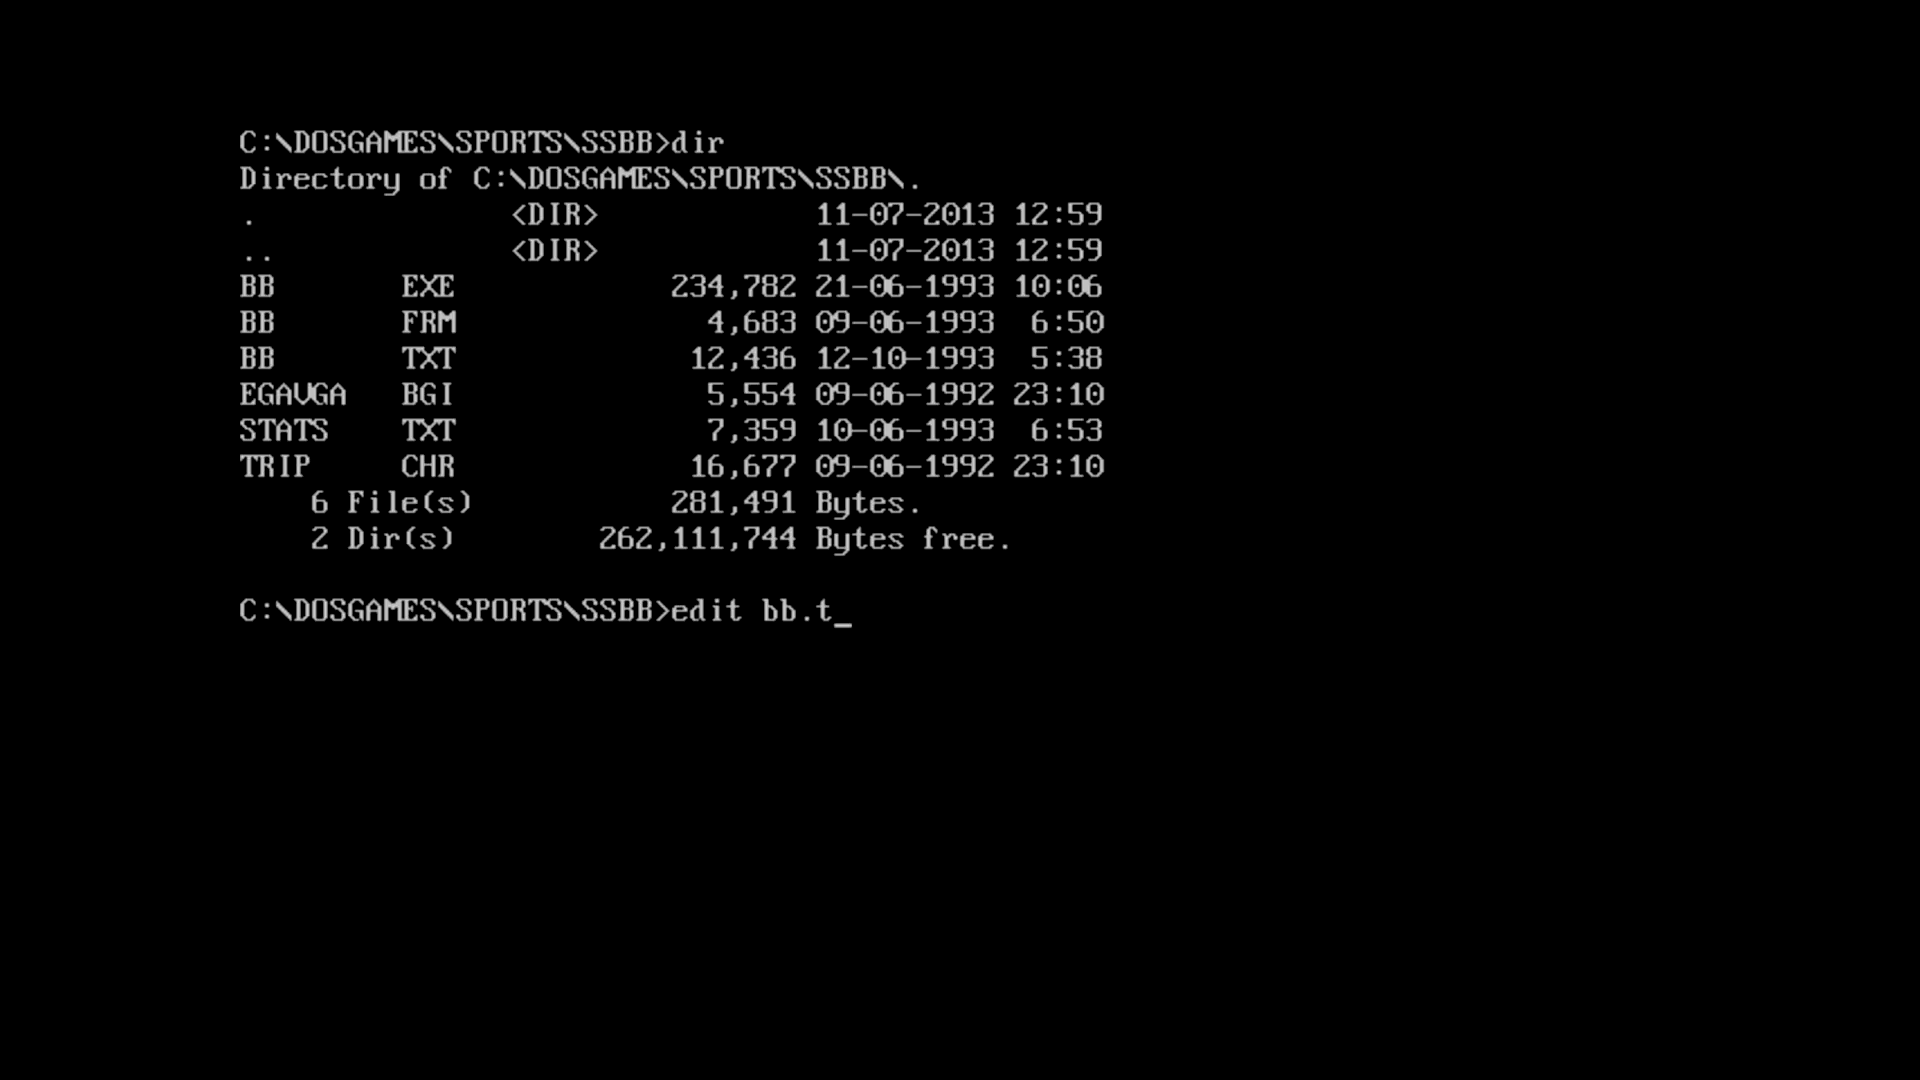 C:\DOSGAMES\SPORTS\SSBB>dir
Directory of C:\DOSGAMES\SPORTS\SSBB\.
.              <DIR>            11-07-2013 12:59
..             <DIR>            11-07-2013 12:59
BB       EXE            234,782 21-06-1993 10:06
BB       FRM              4,683 09-06-1993  6:50
BB       TXT             12,436 12-10-1993  5:38
EGAVGA   BGI              5,554 09-06-1992 23:10
STATS    TXT              7,359 10-06-1993  6:53
TRIP     CHR             16,677 09-06-1992 23:10
    6 File(s)           281,491 Bytes.
    2 Dir(s)        262,111,744 Bytes free.
C:\DOSGAMES\SPORTS\SSBB>edit bb.t_